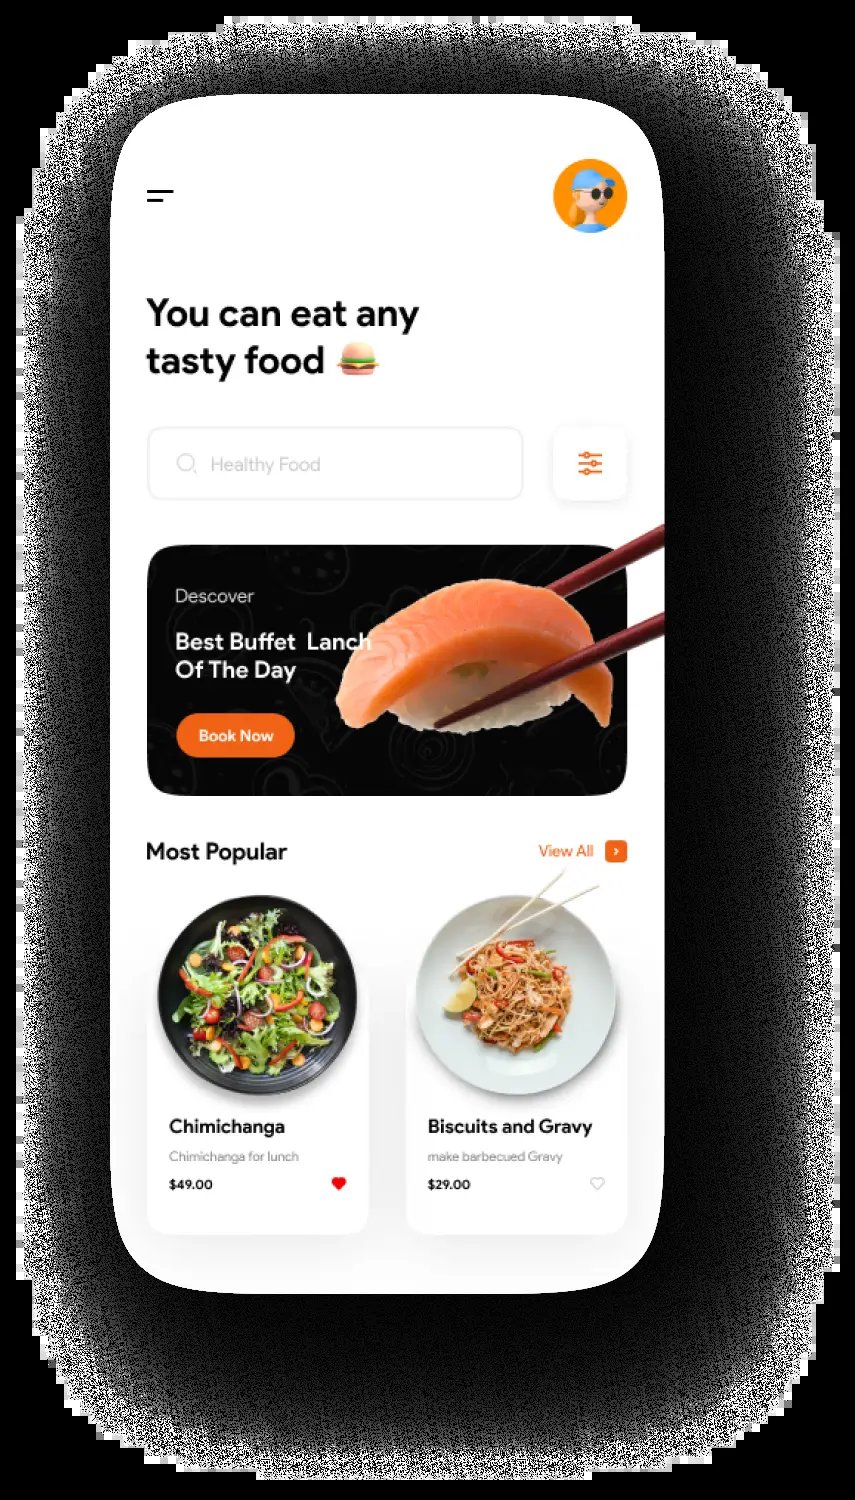 You can eat any
tasty food 🍔
Healthy Food
Descover
Best Buffet Lanch
Of The Day
Book Now
Most Popular
View All
Chimichanga
Chimichanga for lunch
$49.00
Biscuits and Gravy
make barbecued Gravy
$29.00